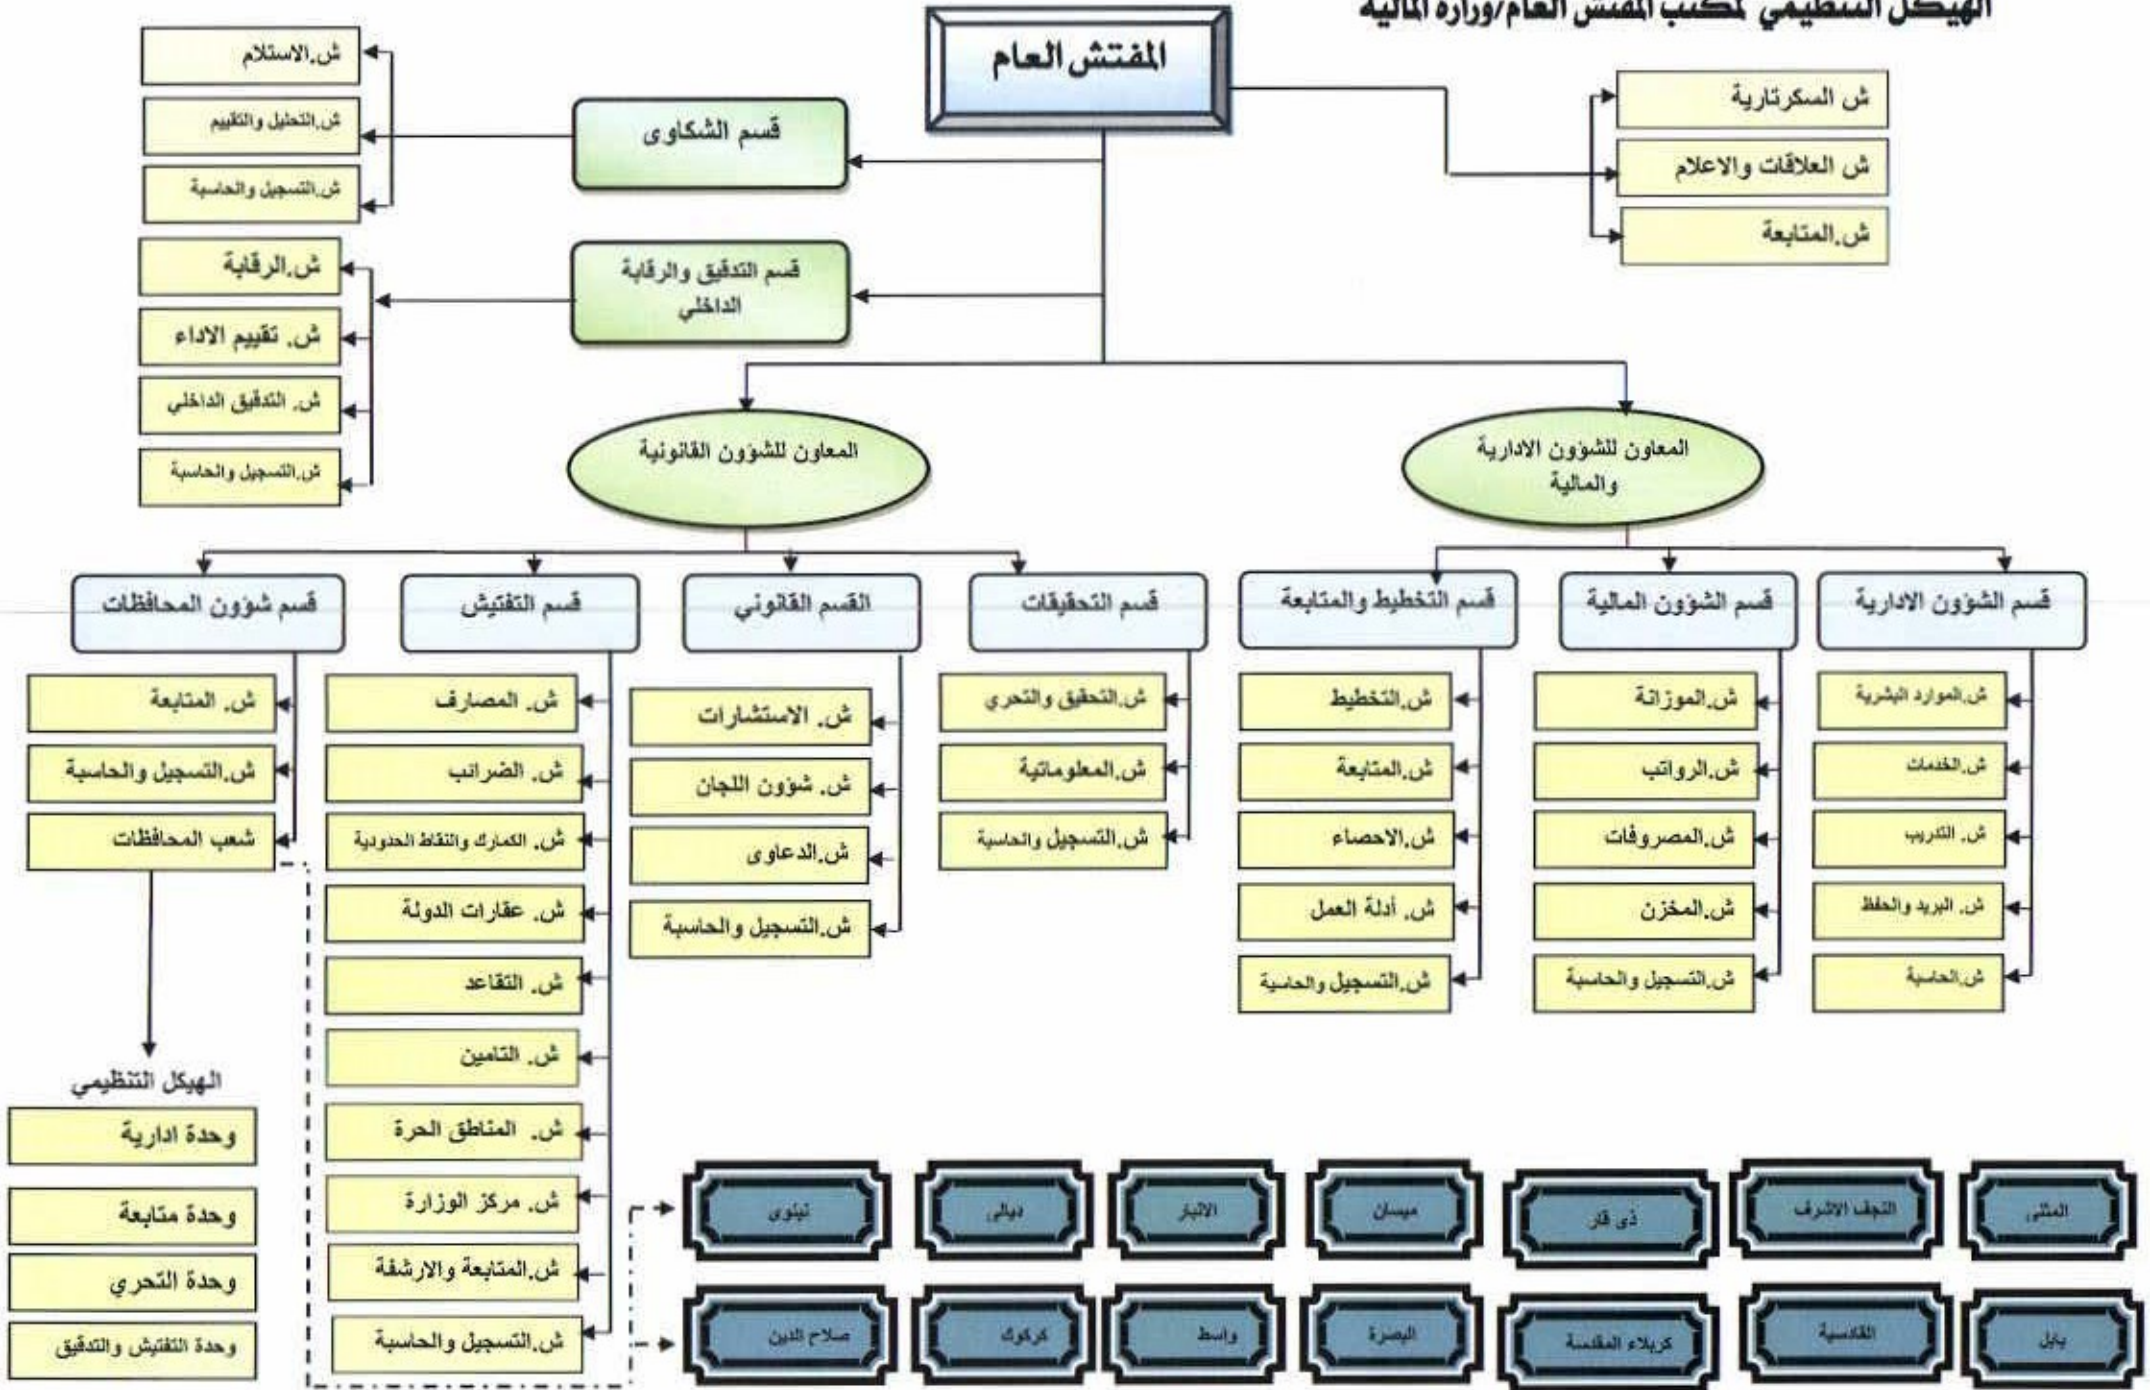 الهيكل التنظيمي لمكتب المفتش العام/وزارة المالية
المفتش العام
ش السكرتارية
ش العلاقات والاعلام
ش.المتابعة
قسم الشكاوى
ش.الاستلام
ش.التحليل والتقييم
ش.التسجيل والحاسبة
قسم التدقيق والرقابة
الداخلي
ش.الرقابة
ش. تقييم الاداء
ش. التدقيق الداخلي
ش.التسجيل والحاسبة
المعاون للشؤون الادارية
والمالية
المعاون للشؤون القانونية
قسم الشؤون الادارية
ش.الموارد البشرية
ش.الخدمات
ش. التدريب
ش. البريد والحفظ
ش.الحاسبة
قسم الشؤون المالية
ش.الموزانة
ش.الرواتب
ش.المصروفات
ش.المخزن
ش.التسجيل والحاسبة
قسم التخطيط والمتابعة
ش.التخطيط
ش.المتابعة
ش.الاحصاء
ش. أدلة العمل
ش.التسجيل والحاسبة
قسم التحقيقات
ش.التحقيق والتحري
ش.المعلوماتية
ش.التسجيل والحاسبة
القسم القانوني
ش. الاستشارات
ش. شؤون اللجان
ش.الدعاوى
ش.التسجيل والحاسبة
قسم التفتيش
ش. المصارف
ش. الضرائب
ش. الكمارك والنقاط الحدودية
ش. عقارات الدولة
ش. التقاعد
ش. التامين
ش. المناطق الحرة
ش. مركز الوزارة
ش.المتابعة والارشفة
ش.التسجيل والحاسبة
قسم شؤون المحافظات
ش. المتابعة
ش.التسجيل والحاسبة
شعب المحافظات
الهيكل التنظيمي
وحدة ادارية
وحدة متابعة
وحدة التحري
وحدة التفتيش والتدقيق
المثنى
النجف الاشرف
ذي قار
ميسان
الانبار
ديالى
نينوى
بابل
القادسية
كربلاء المقدسة
البصرة
واسط
كركوك
صلاح الدين